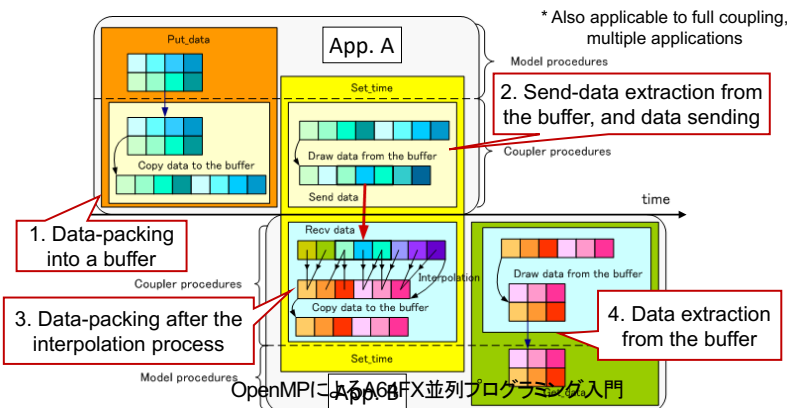 * Also applicable to full coupling,
multiple applications
Put_data
App. A
Model procedures
Set_time
2. Send-data extraction from
the buffer, and data sending
Copy data to the buffer
Draw data from the buffer
Coupler procedures
Send data
time
1. Data-packing
into a buffer
Recv data
Interpolation
Draw data from the buffer
Coupler procedures
Copy data to the buffer
3. Data-packing after the
interpolation process
4. Data extraction
from the buffer
Set_time
Model procedures
App. B
Get_data
OpenMPによるA64FX並列プログラミング入門